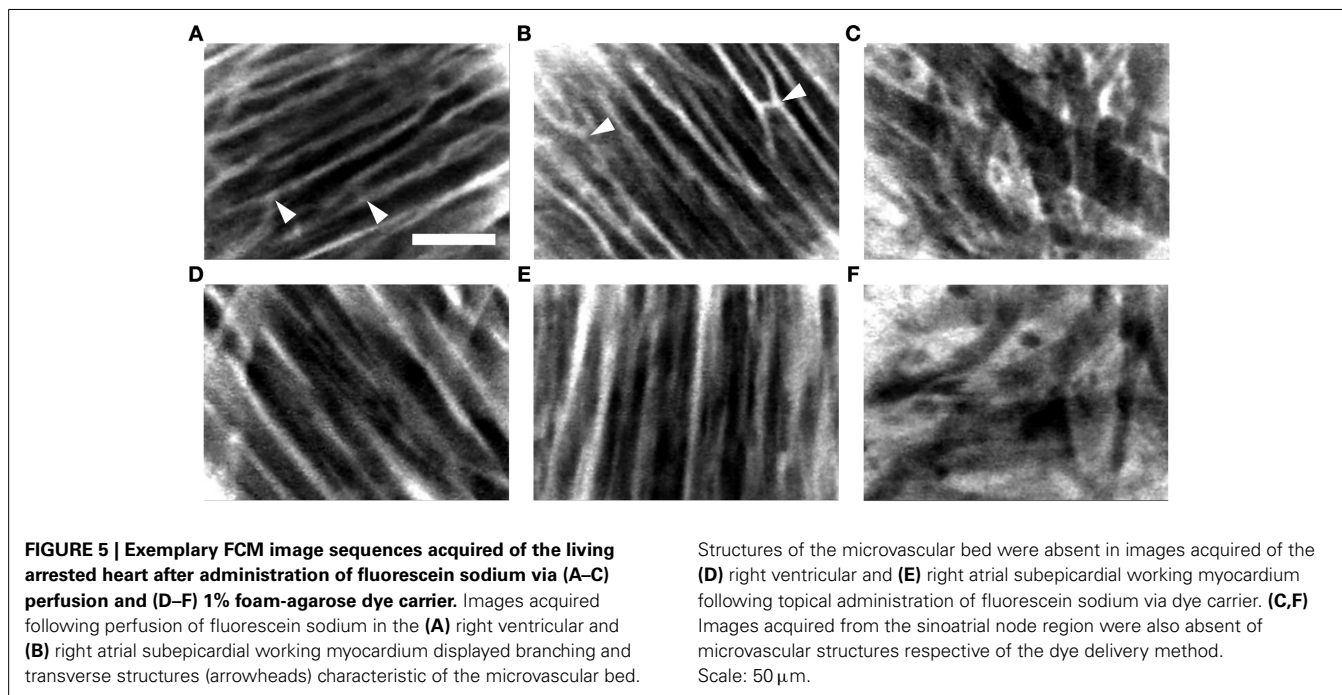 A
B
C
D
E
F
FIGURE 5 | Exemplary FCM image sequences acquired of the living
arrested heart after administration of fluorescein sodium via (A–C)
perfusion and (D–F) 1% foam-agarose dye carrier. Images acquired
following perfusion of fluorescein sodium in the (A) right ventricular and
(B) right atrial subepicardial working myocardium displayed branching and
transverse structures (arrowheads) characteristic of the microvascular bed.
Structures of the microvascular bed were absent in images acquired of the
(D) right ventricular and (E) right atrial subepicardial working myocardium
following topical administration of fluorescein sodium via dye carrier. (C,F)
Images acquired from the sinoatrial node region were also absent of
microvascular structures respective of the dye delivery method.
Scale: 50 μm.